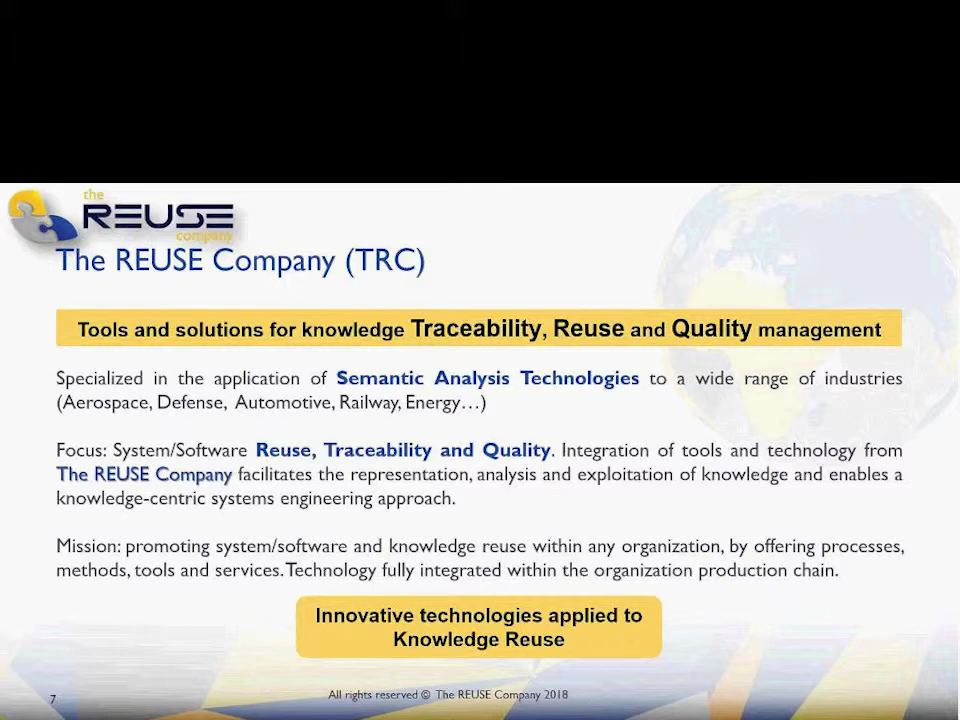 the
REUSE
company
The REUSE Company (TRC)
Tools and solutions for knowledge Traceability, Reuse and Quality management
Specialized in the application of Semantic Analysis Technologies to a wide range of industries
(Aerospace, Defense, Automotive, Railway, Energy…)
Focus: System/Software Reuse, Traceability and Quality. Integration of tools and technology from
The REUSE Company facilitates the representation, analysis and exploitation of knowledge and enables a
knowledge-centric systems engineering approach.
Mission: promoting system/software and knowledge reuse within any organization, by offering processes,
methods, tools and services. Technology fully integrated within the organization production chain.
Innovative technologies applied to
Knowledge Reuse
7
All rights reserved © The REUSE Company 2018